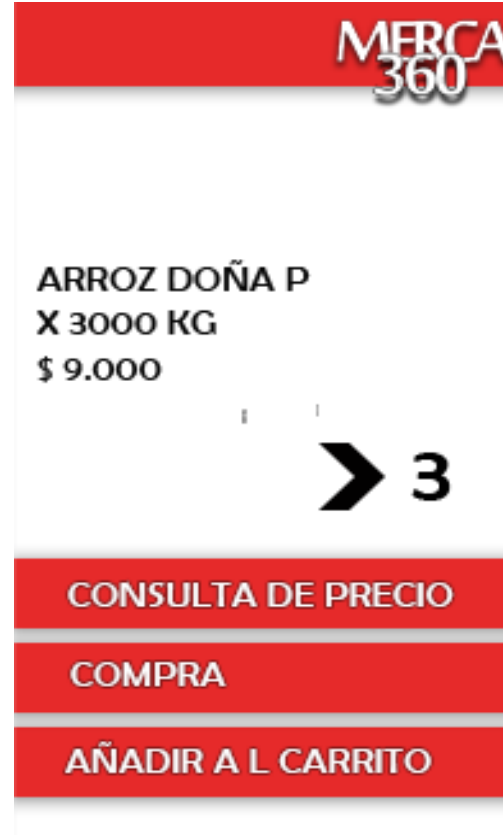 MERCA
360
ARROZ DOÑA P
X 3000 KG
$ 9.000
3
CONSULTA DE PRECIO
COMPRA
AÑADIR A L CARRITO